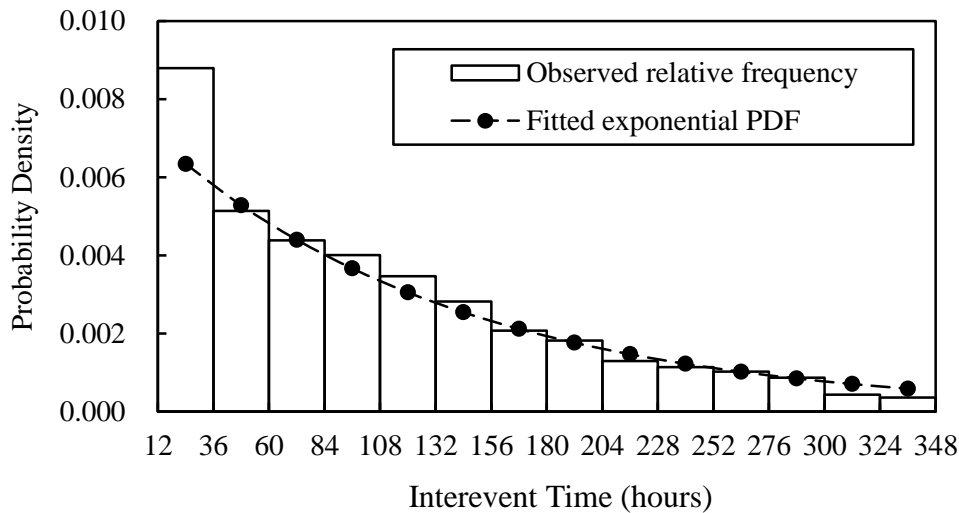 0.010
0.008
0.006
0.004
0.002
0.000
Probability Density
Observed relative frequency
Fitted exponential PDF
12 36 60 84 108 132 156 180 204 228 252 276 300 324 348
Interevent Time (hours)